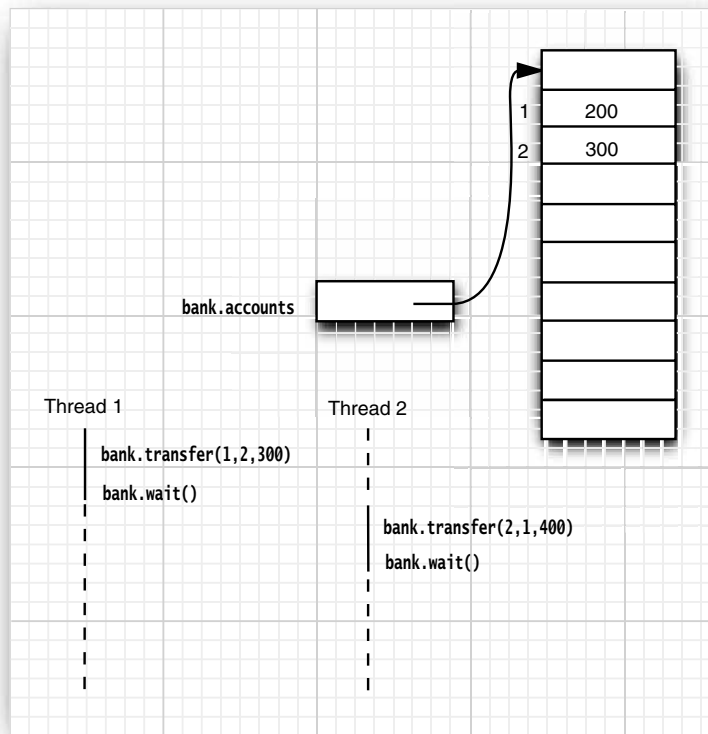 1 200
2 300
bank.accounts
Thread 1
Thread 2
bank.transfer(1,2,300)
bank.wait()
bank.transfer(2,1,400)
bank.wait()